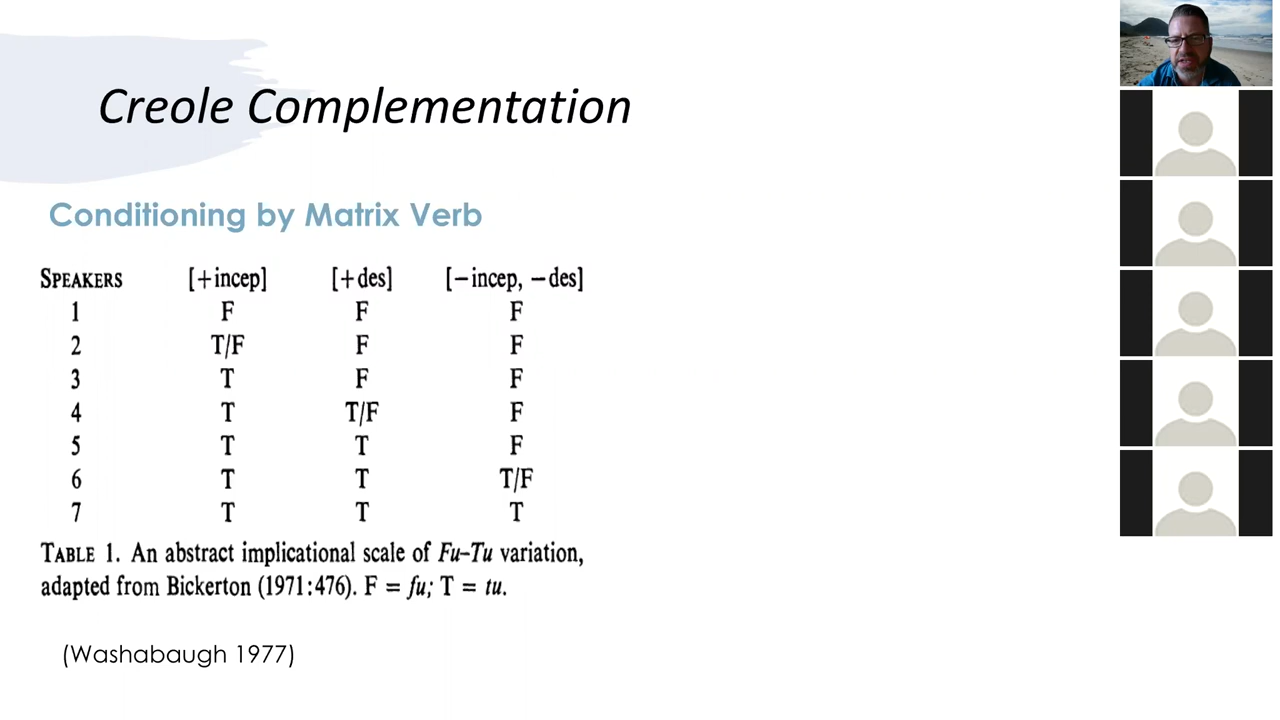 Creole Complementation
Conditioning by Matrix Verb
SPEAKERS [+incep] [+des] [−incep, −des]
1 F F F
2 T/F F F
3 T F F
4 T T/F F
5 T T F
6 T T T/F
7 T T T
TABLE 1. An abstract implicational scale of Fu–Tu variation,
adapted from Bickerton (1971:476). F = fu; T = tu.
(Washabaugh 1977)